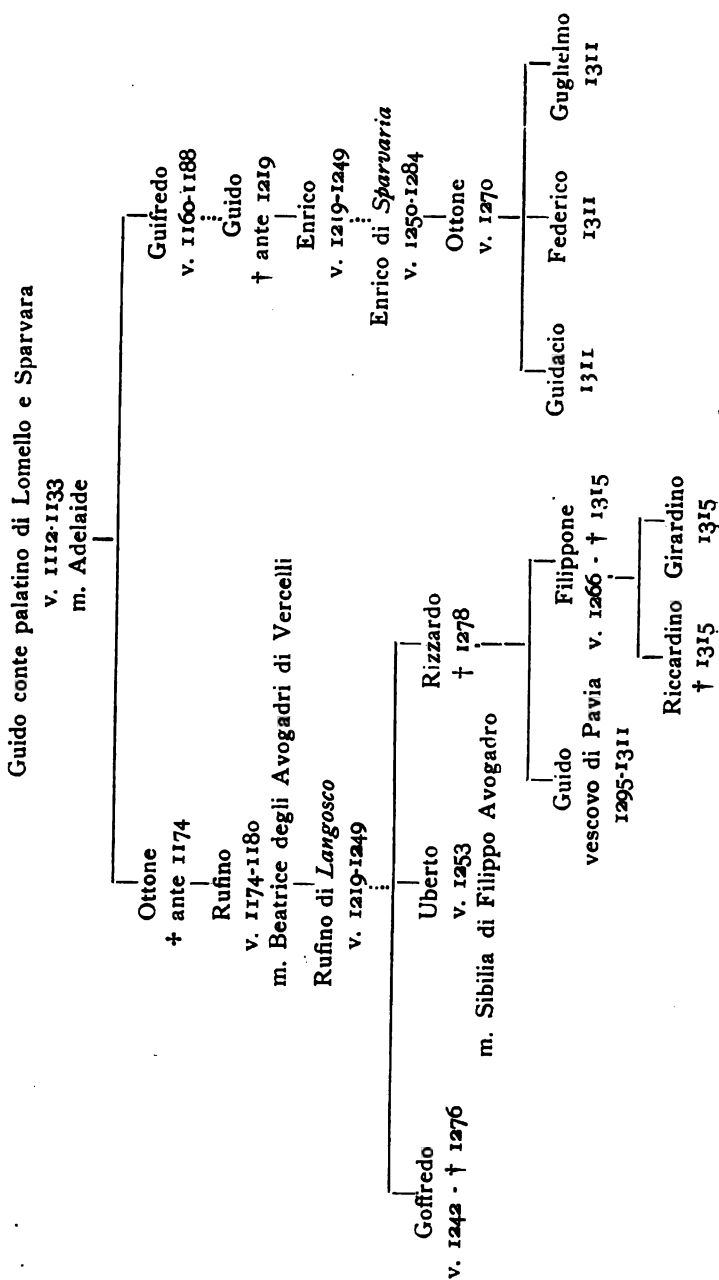 Guido conte palatino di Lomello e Sparvara
v. 1112-1133
m. Adelaide
Ottone
† ante 1174
Rufino
v. 1174-1180
m. Beatrice degli Avogadri di Vercelli
Rufino di Langosco
v. 1219-1249
Goffredo
v. 1242 - † 1276
Uberto
v. 1253
m. Sibilia di Filippo Avogadro
Rizzardo
† 1278
Guido
vescovo di Pavia
1295-1311
Filippone
v. 1266 - † 1315
Riccardino
† 1315
Girardino
1315
Guifredo
v. 1160-1188
Guido
† ante 1219
Enrico
v. 1219-1249
Enrico di Sparvaria
v. 1250-1284
Ottone
v. 1270
Guidacio
1311
Federico
1311
Guglielmo
1311